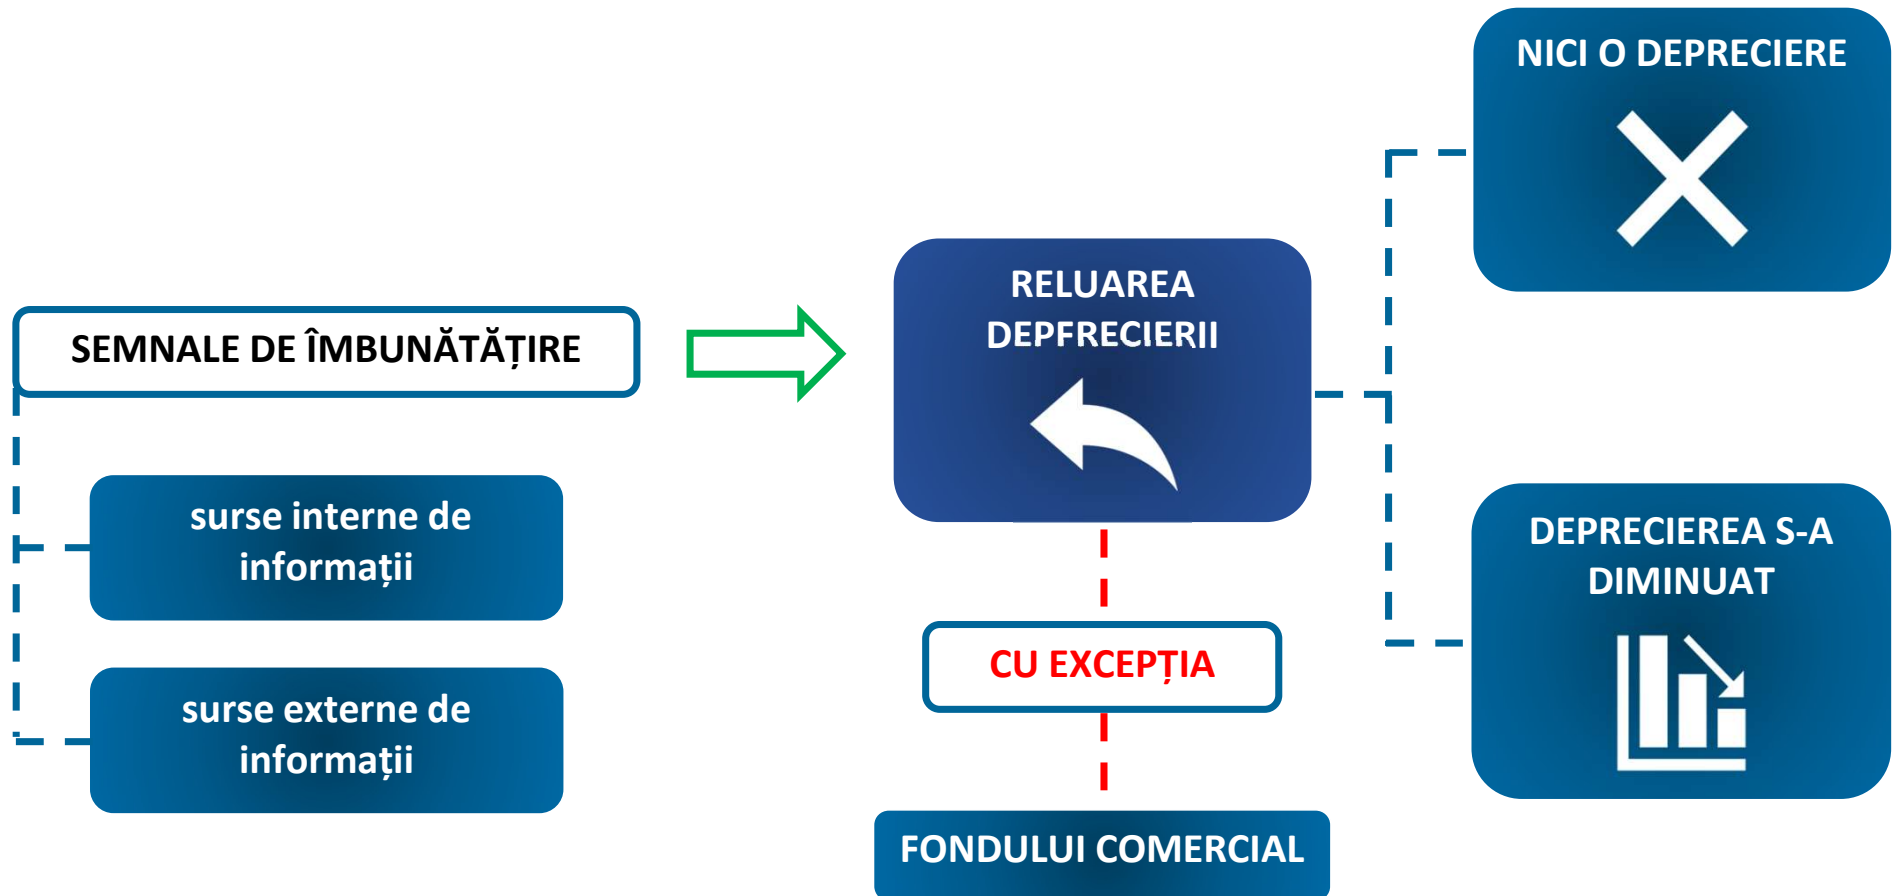 SEMNALE DE ÎMBUNĂTĂȚIRE
surse interne de
informații
surse externe de
informații
RELUAREA
DEPFRECIERII
CU EXCEPȚIA
FONDULUI COMERCIAL
NICI O DEPRECIERE
DEPRECIEREA S-A
DIMINUAT